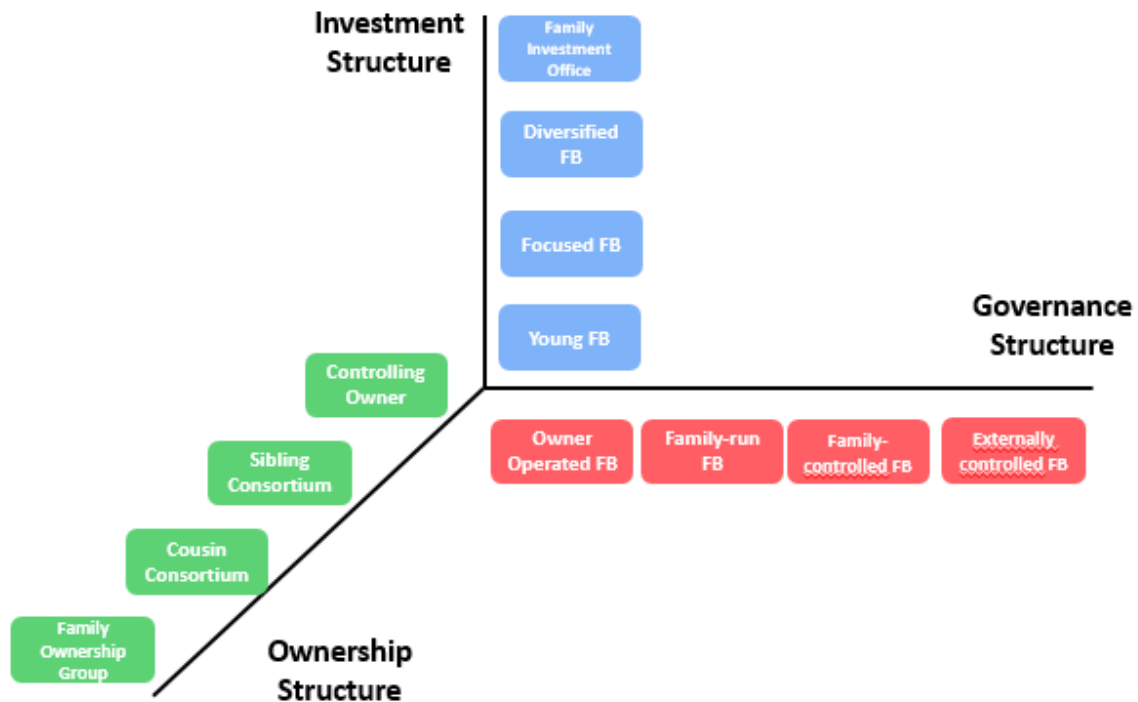 Investment
Structure
Family
Investment
Office
Diversified
FB
Focused FB
Young FB
Governance
Structure
Controlling
Owner
Owner
Operated FB
Family-run
FB
Family-
controlled FB
Externally
controlled FB
Sibling
Consortium
Cousin
Consortium
Family
Ownership
Group
Ownership
Structure